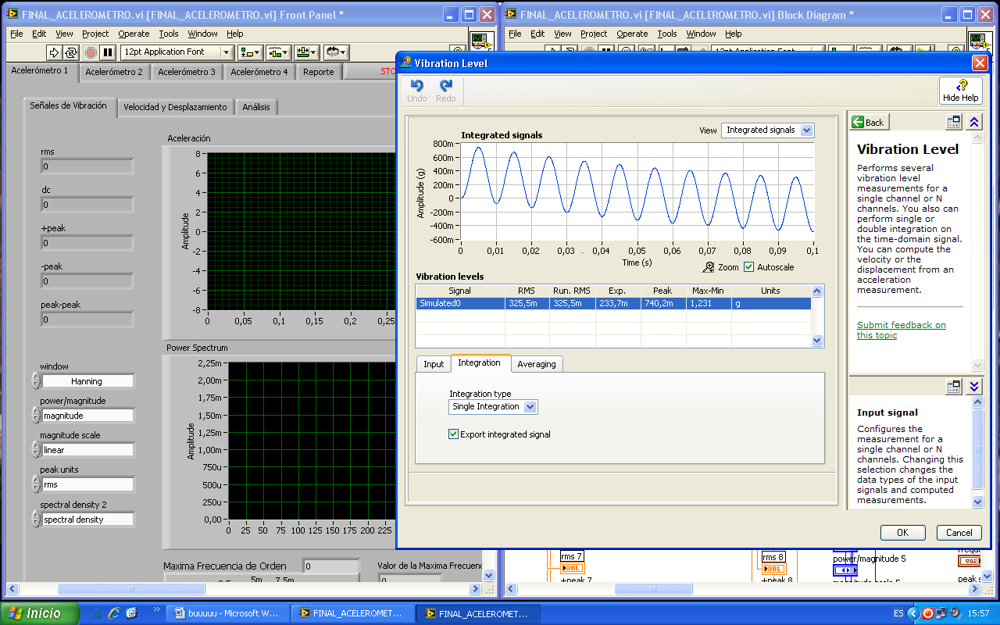 FINAL_ACELEROMETRO.vi [FINAL_ACELEROMETRO.vi] Front Panel *
File Edit View Project Operate Tools Window Help
12pt Application Font
Acelerómetro 1 Acelerómetro 2 Acelerómetro 3 Acelerómetro 4 Reporte
Señales de Vibración Velocidad y Desplazamiento Análisis
rms
0
dc
0
+peak
0
-peak
0
peak-peak
0
window
Hanning
power/magnitude
magnitude
magnitude scale
linear
peak units
rms
spectral density 2
spectral density
Aceleración
Amplitude
8
6
4
2
0
-2
-4
-6
-8
0 0,05 0,1 0,15 0,2 0,25
Power Spectrum
Amplitude
2,25m
2,00m
1,75m
1,50m
1,25m
1,00m
750u
500u
250u
0,00
0 25 50 75 100 125 150 175 200 225
Maxima Frecuencia de Orden 0
Valor de la Maxima Frecuenc
0
5m 7,5m
FINAL_ACELEROMETRO.vi [FINAL_ACELEROMETRO.vi] Block Diagram *
File Edit View Project Operate Tools Window Help
Vibration Level
Undo Redo
Hide Help
Integrated signals
View Integrated signals
Amplitude (g)
800m
600m
400m
200m
0
-200m
-400m
-600m
0 0,01 0,02 0,03 0,04 0,05 0,06 0,07 0,08 0,09 0,1
Time (s)
Zoom Autoscale
Vibration levels
Signal RMS Run. RMS Exp. Peak Max-Min Units
Simulated0 325,5m 325,5m 233,7m 740,2m 1,231 g
Input Integration Averaging
Integration type
Single Integration
Export integrated signal
Back
Vibration Level
Performs several
vibration level
measurements for a
single channel or N
channels. You also can
perform single or
double integration on
the time-domain signal.
You can compute the
velocity or the
displacement from an
acceleration
measurement.
Submit feedback on
this topic
Input signal
Configures the
measurement for a
single channel or N
channels. Changing this
selection changes the
data types of the input
signals and computed
measurements.
OK Cancel
rms 7
DBL
+peak 7
rms 8
DBL
+peak 8
power/magnitude 5
peak s
Inicio
buuuuu - Microsoft W...
FINAL_ACELEROMET...
FINAL_ACELEROMET...
ES
15:57